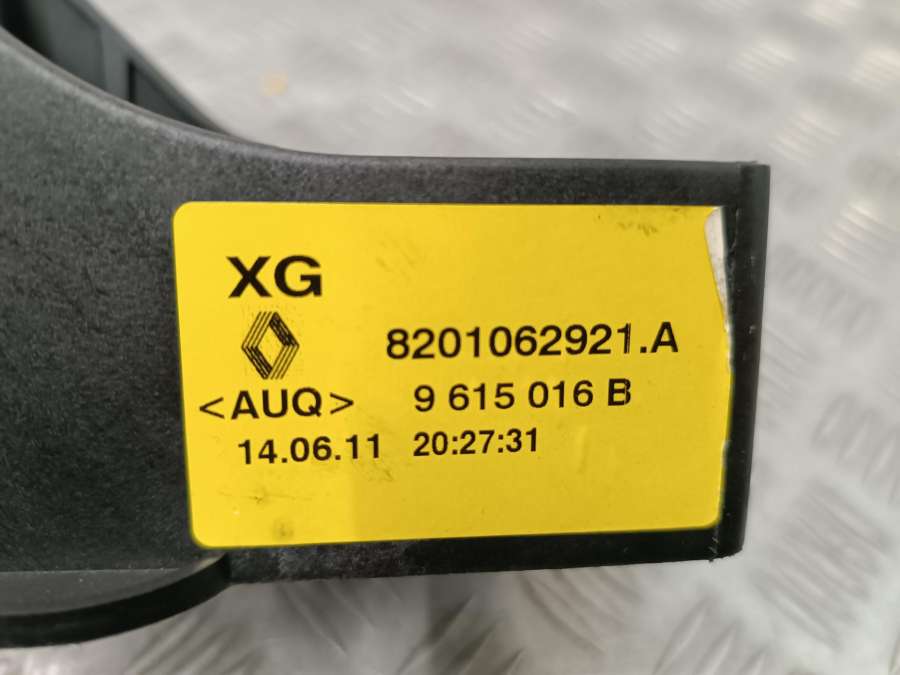 XG
8201062921.A
<AUQ> 9 615 016 B
14.06.11 20:27:31